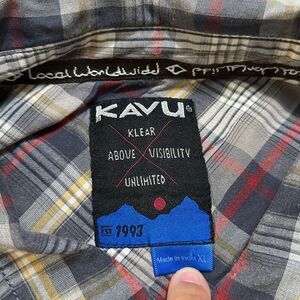 Local Worldwide
KAVU®
KLEAR
ABOVE VISIBILITY
UNLIMITED
EST 1993
Made in India XL